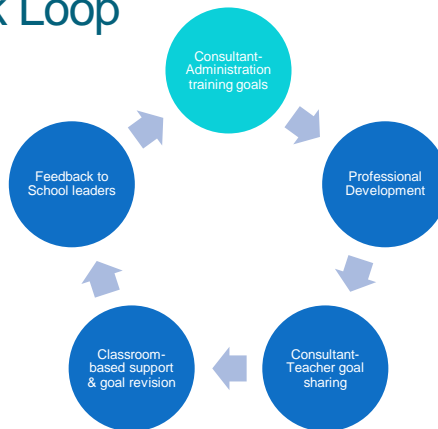 k Loop
Consultant-
Administration
training goals
Professional
Development
Consultant-
Teacher goal
sharing
Classroom-
based support
& goal revision
Feedback to
School leaders